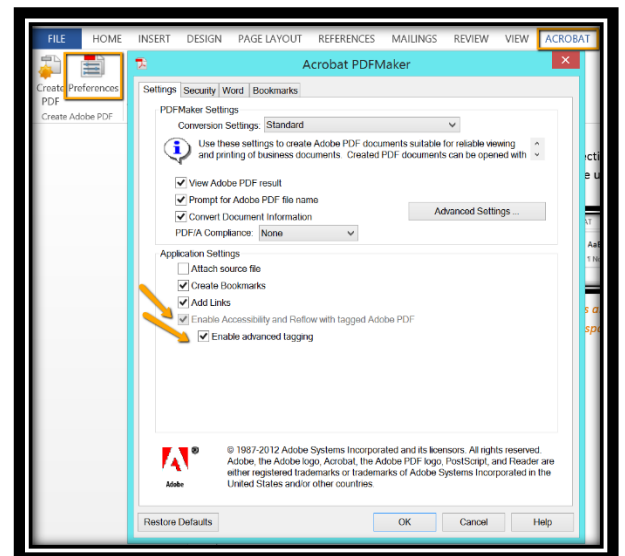 FILE HOME INSERT DESIGN PAGE LAYOUT REFERENCES MAILINGS REVIEW VIEW ACROBAT
Create Preferences
PDF
Create Adobe PDF
Acrobat PDFMaker
Settings Security Word Bookmarks
PDFMaker Settings
Conversion Settings: Standard
Use these settings to create Adobe PDF documents suitable for reliable viewing
and printing of business documents. Created PDF documents can be opened with
View Adobe PDF result
Prompt for Adobe PDF file name
Convert Document Information
Advanced Settings ...
PDF/A Compliance: None
Application Settings
Attach source file
Create Bookmarks
Add Links
Enable Accessibility and Reflow with tagged Adobe PDF
Enable advanced tagging
® © 1987-2012 Adobe Systems Incorporated and its licensors. All rights reserved.
Adobe, the Adobe logo, Acrobat, the Adobe PDF logo, PostScript, and Reader are
either registered trademarks or trademarks of Adobe Systems Incorporated in the
United States and/or other countries.
Adobe
Restore Defaults OK Cancel Help